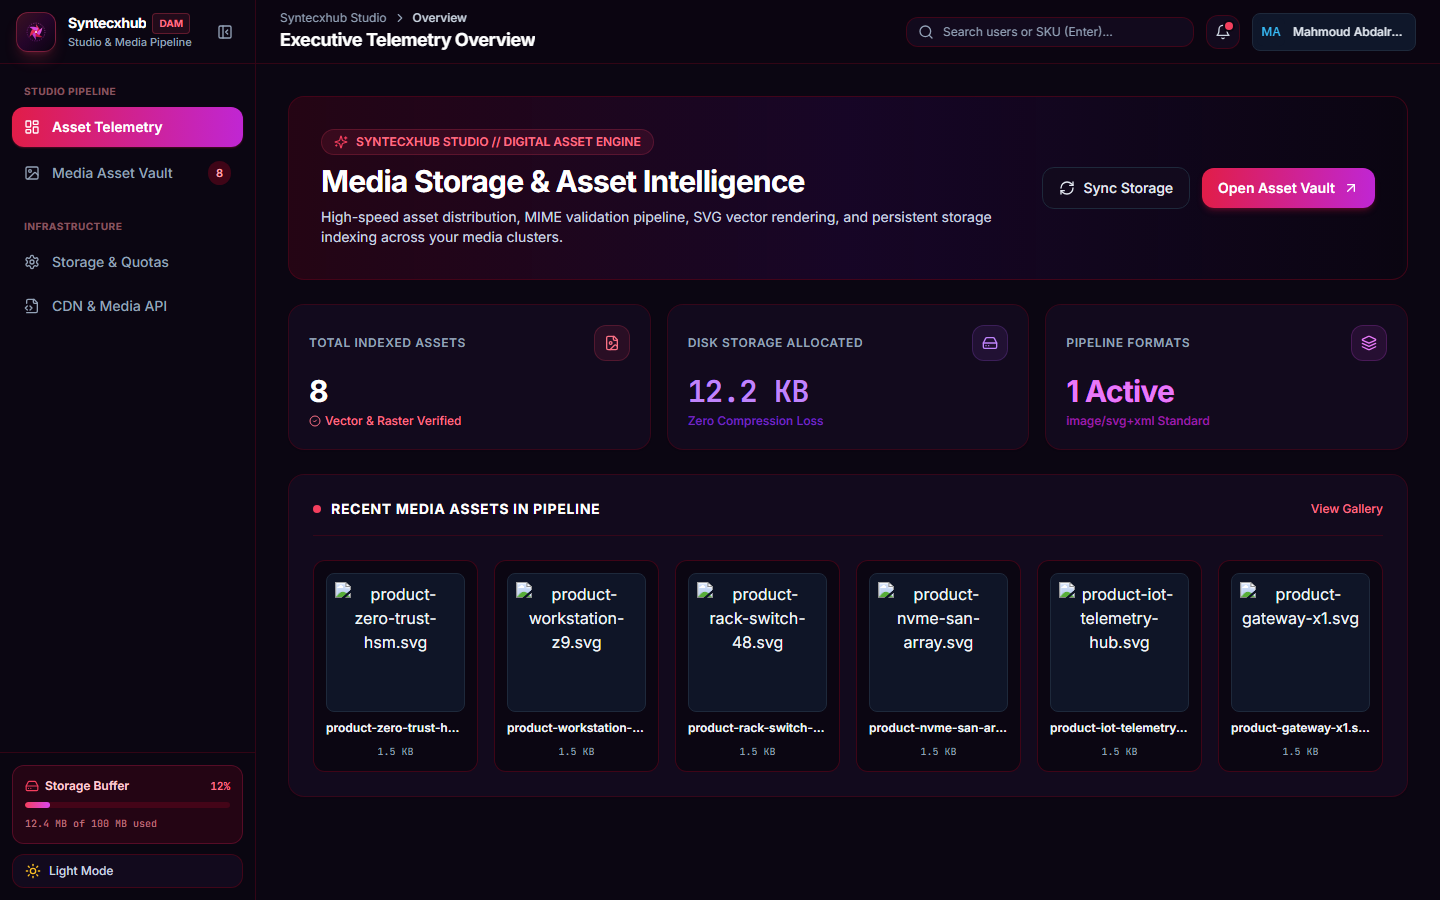 Syntecxhub DAM
Studio & Media Pipeline
Syntecxhub Studio > Overview
Executive Telemetry Overview
Search users or SKU (Enter)...
MA Mahmoud Abdalr...
STUDIO PIPELINE
Asset Telemetry
Media Asset Vault 8
INFRASTRUCTURE
Storage & Quotas
CDN & Media API
Storage Buffer 12%
12.4 MB of 100 MB used
Light Mode
SYNTECXHUB STUDIO // DIGITAL ASSET ENGINE
Media Storage & Asset Intelligence
High-speed asset distribution, MIME validation pipeline, SVG vector rendering, and persistent storage
indexing across your media clusters.
Sync Storage
Open Asset Vault
TOTAL INDEXED ASSETS
8
Vector & Raster Verified
DISK STORAGE ALLOCATED
12.2 KB
Zero Compression Loss
PIPELINE FORMATS
1 Active
image/svg+xml Standard
RECENT MEDIA ASSETS IN PIPELINE
View Gallery
product-
zero-trust-
hsm.svg
product-zero-trust-h...
1.5 KB
product-
workstation-
z9.svg
product-workstation-...
1.5 KB
product-
rack-switch-
48.svg
product-rack-switch-...
1.5 KB
product-
nvme-san-
array.svg
product-nvme-san-ar...
1.5 KB
product-iot-
telemetry-
hub.svg
product-iot-telemetry...
1.5 KB
product-
gateway-x1.svg
product-gateway-x1.s...
1.5 KB